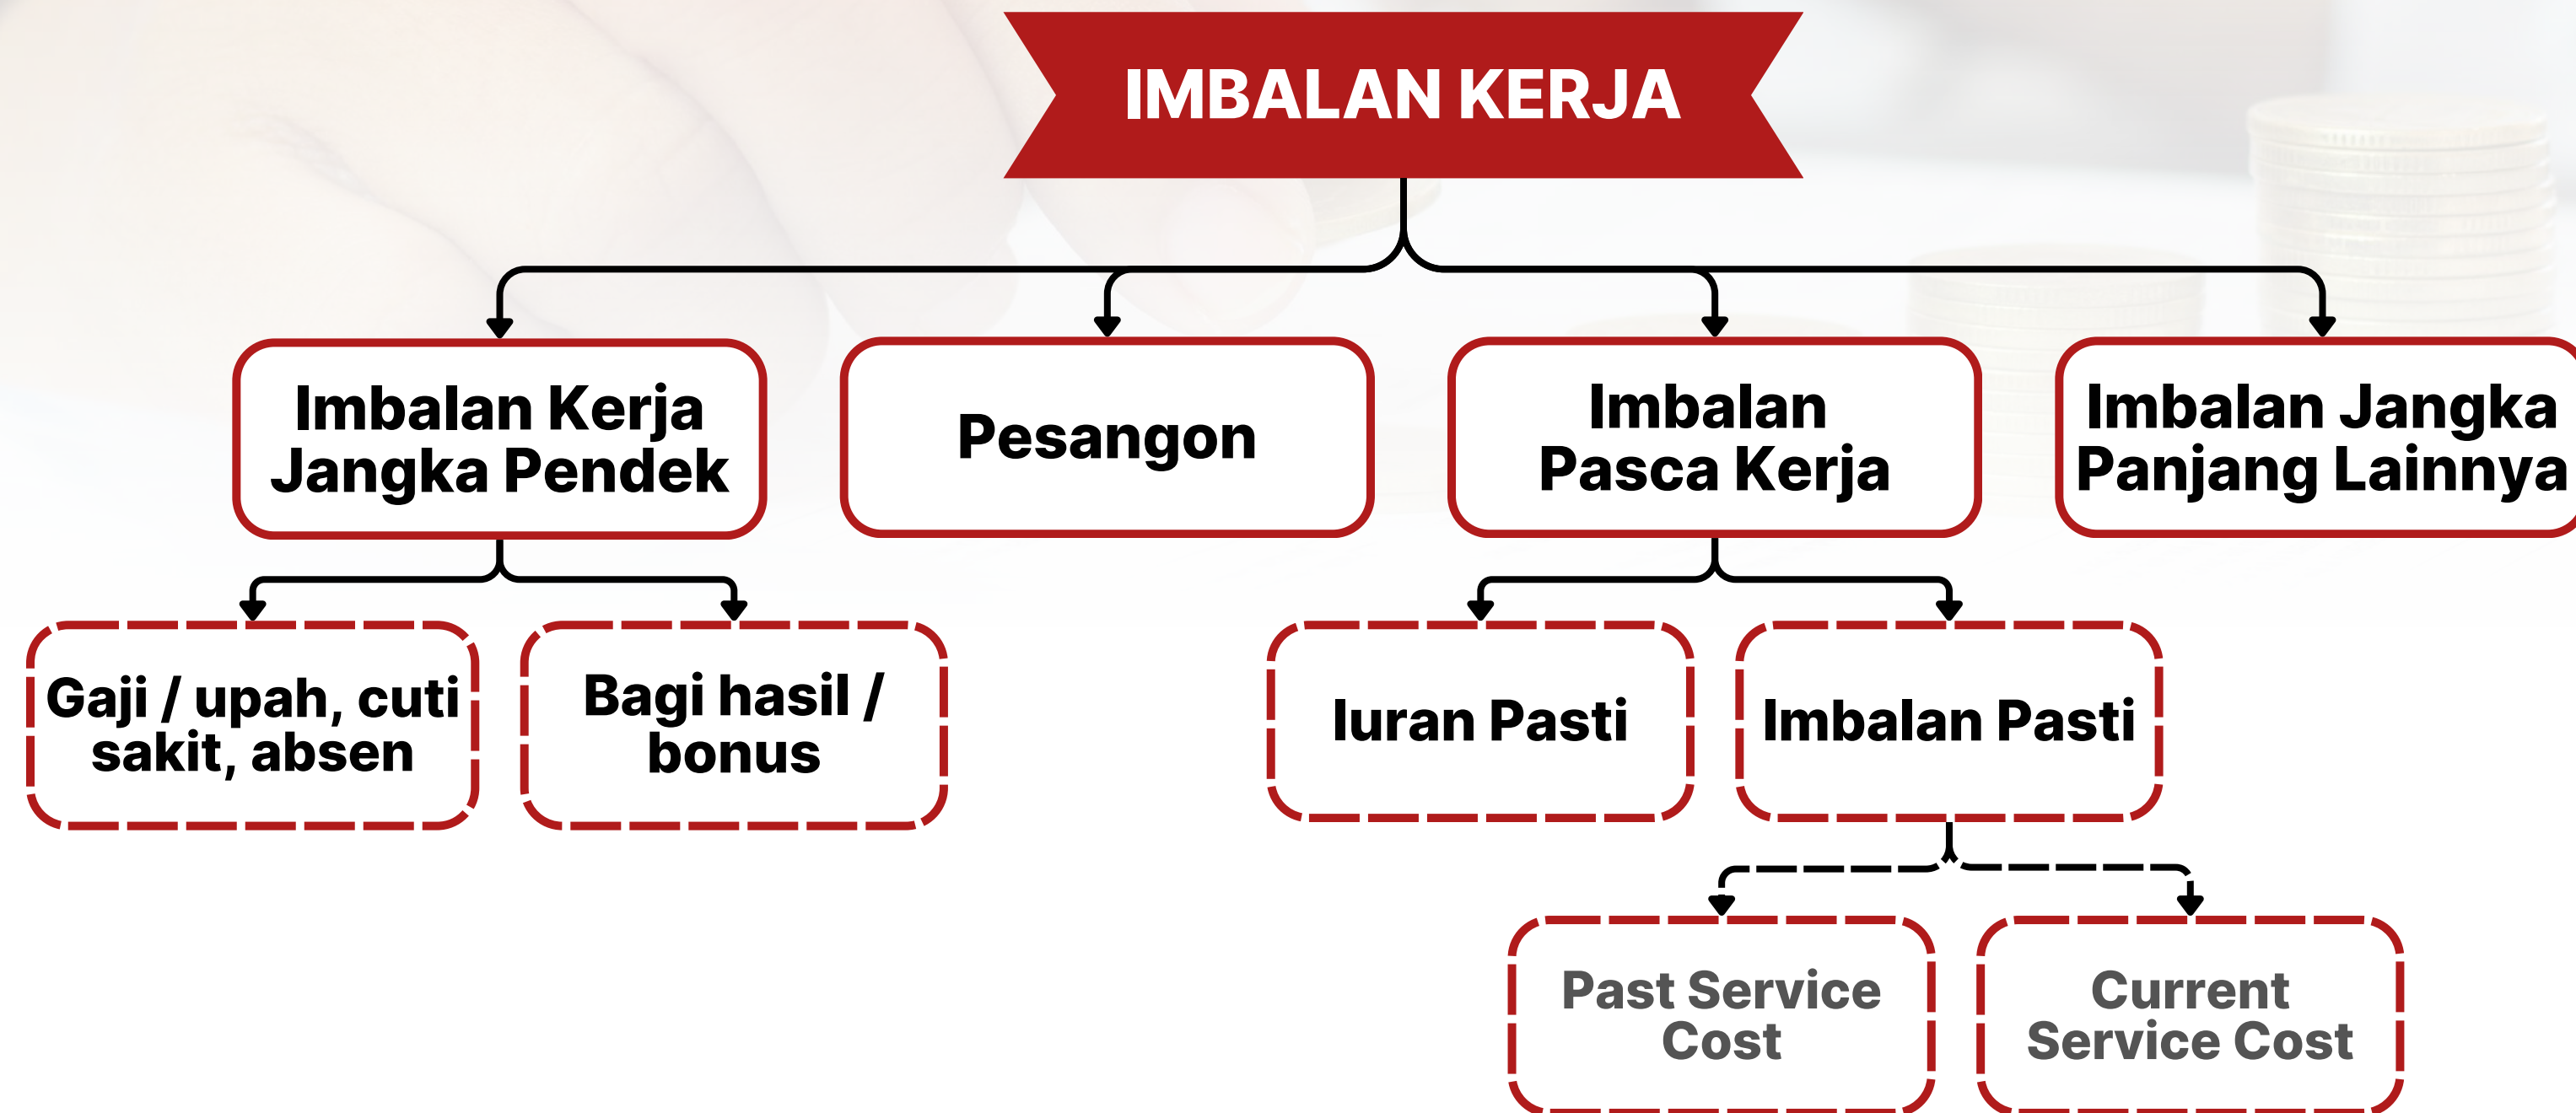 IMBALAN KERJA
Imbalan Kerja
Jangka Pendek
Pesangon
Imbalan
Pasca Kerja
Imbalan Jangka
Panjang Lainnya
Gaji / upah, cuti
sakit, absen
Bagi hasil /
bonus
Iuran Pasti
Imbalan Pasti
Past Service
Cost
Current
Service Cost